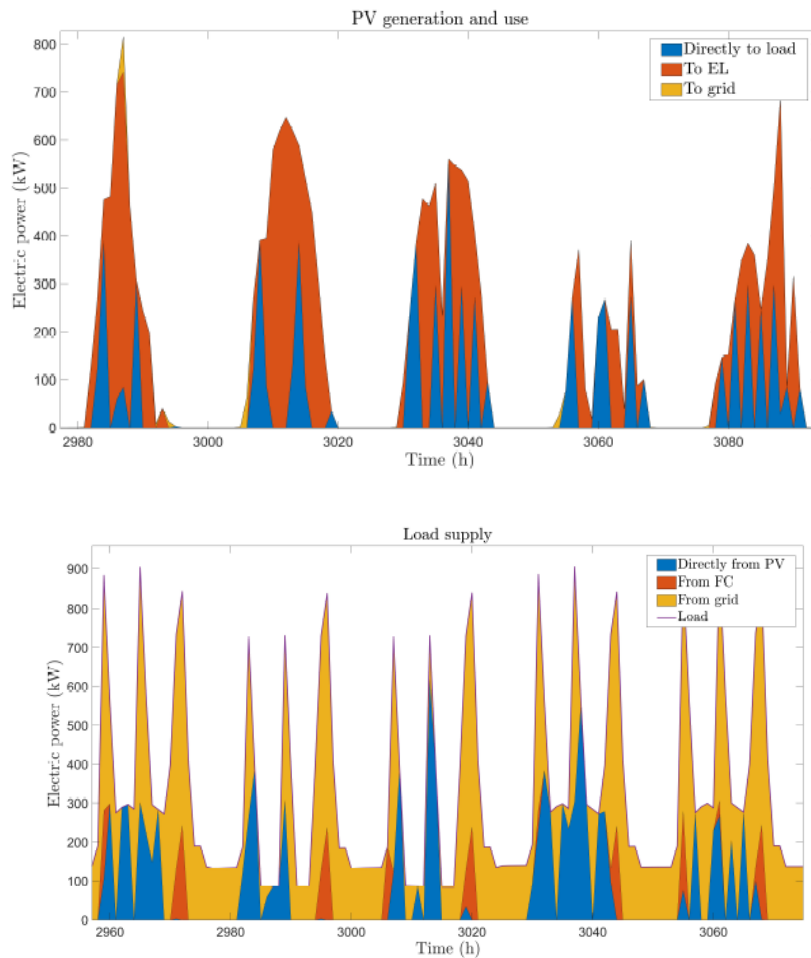 PV generation and use
800
700
600
500
400
300
200
100
0
Electric power (kW)
Directly to load
To EL
To grid
2980
3000
3020
3040
3060
3080
Time (h)
Load supply
900
800
700
600
500
400
300
200
100
0
Electric power (kW)
Directly from PV
From FC
From grid
Load
2960
2980
3000
3020
3040
3060
Time (h)